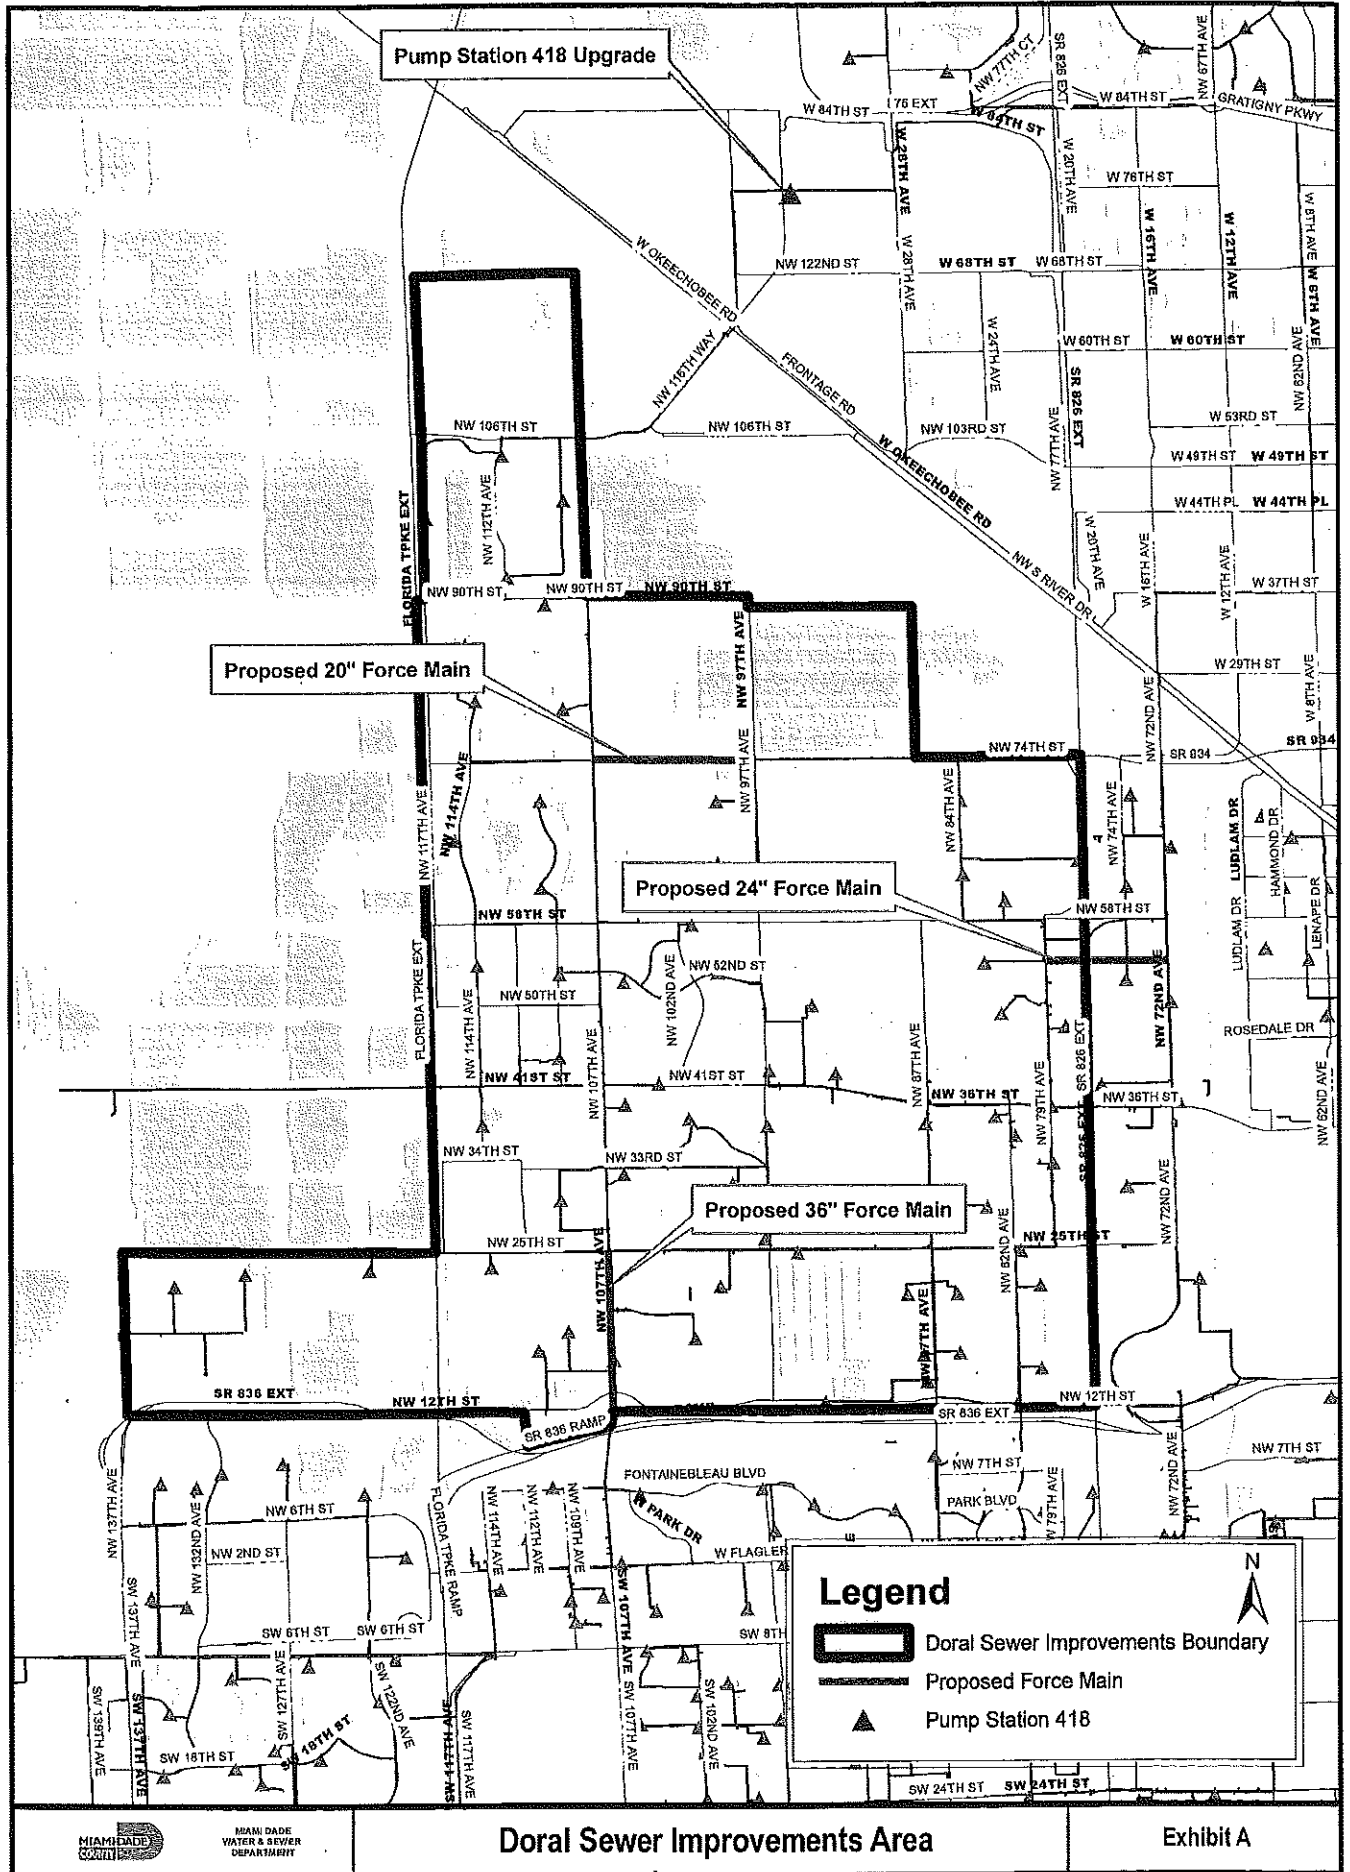 Pump Station 418 Upgrade
NW 77TH CT
SR 826 EXT
NW 67TH AVE
W 84TH ST
75 EXT
W 84TH ST
W 84TH ST
GRATIGNY PKWY
W 28TH AVE
W 20TH AVE
W 76TH ST
W 16TH AVE
W 12TH AVE
W 8TH AVE
W 8TH AVE
W OKEECHOBEE RD
NW 122ND ST
W 28TH AVE
W 68TH ST
W 68TH ST
NW 116TH WAY
FRONTAGE RD
W 24TH AVE
W 60TH ST
W 60TH ST
NW 62ND AVE
SR 826 EXT
NW 106TH ST
NW 106TH ST
NW 103RD ST
NW 77TH AVE
W 53RD ST
W 49TH ST
W 49TH ST
W OKEECHOBEE RD
FLORIDA TPKE EXT
NW 112TH AVE
W 44TH PL
W 44TH PL
W 20TH AVE
W 16TH AVE
W 12TH AVE
NW 90TH ST
NW 90TH ST
NW 90TH ST
NW S RIVER DR
W 37TH ST
Proposed 20" Force Main
NW 97TH AVE
W 29TH ST
W 8TH AVE
NW 72ND AVE
NW 97TH AVE
NW 74TH ST
SR 934
SR 934
NW 117TH AVE
NW 114TH AVE
NW 84TH AVE
NW 74TH AVE
LUDLAM DR
LUDLAM DR
HAMMOND DR
LENAPE DR
Proposed 24" Force Main
NW 58TH ST
NW 58TH ST
FLORIDA TPKE EXT
NW 52ND ST
NW 102ND AVE
NW 50TH ST
NW 114TH AVE
NW 107TH AVE
NW 72ND AVE
ROSEDALE DR
NW 87TH AVE
SR 826 EXT
NW 41ST ST
NW 41ST ST
NW 36TH ST
NW 36TH ST
NW 79TH AVE
SR 826 EXT
NW 62ND AVE
NW 34TH ST
NW 33RD ST
Proposed 36" Force Main
NW 72ND AVE
NW 25TH ST
NW 25TH ST
NW 107TH AVE
NW 82ND AVE
NW 87TH AVE
SR 836 EXT
NW 12TH ST
NW 12TH ST
SR 836 RAMP
SR 836 EXT
NW 137TH AVE
NW 132ND AVE
NW 6TH ST
NW 2ND ST
FLORIDA TPKE RAMP
NW 114TH AVE
NW 112TH AVE
NW 109TH AVE
FONTAINEBLEAU BLVD
W PARK DR
NW 7TH ST
NW 7TH ST
PARK BLVD
W 79TH AVE
NW 72ND AVE
W FLAGLER
SW 137TH AVE
SW 137TH AVE
SW 139TH AVE
SW 6TH ST
SW 6TH ST
SW 8TH
SW 127TH AVE
SW 122ND AVE
SW 18TH ST
SW 18TH ST
SW 117TH AVE
SW 117TH AVE
SW 107TH AVE
SW 107TH AVE
SW 102ND AVE
SW 24TH ST
SW 24TH ST
Legend
N
Doral Sewer Improvements Boundary
Proposed Force Main
Pump Station 418
MIAMI-DADE
COUNTY
MIAMI DADE
WATER & SEWER
DEPARTMENT
Doral Sewer Improvements Area
Exhibit A